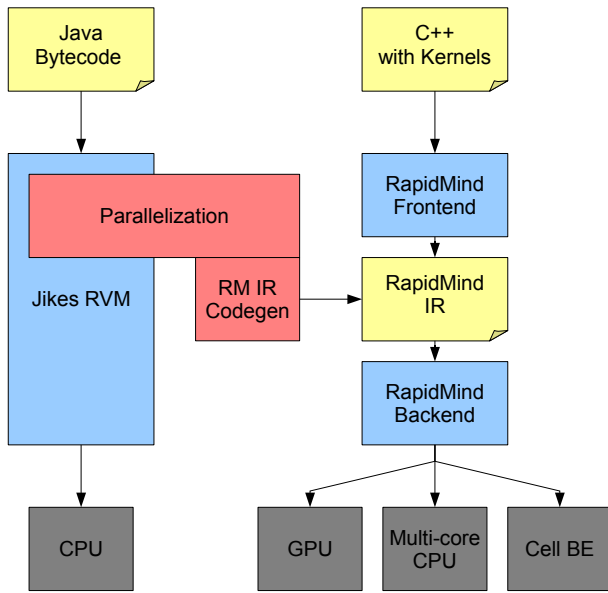 Java
Bytecode
C++
with Kernels
Parallelization
RapidMind
Frontend
Jikes RVM
RM IR
Codegen
RapidMind
IR
RapidMind
Backend
CPU
GPU
Multi-core
CPU
Cell BE